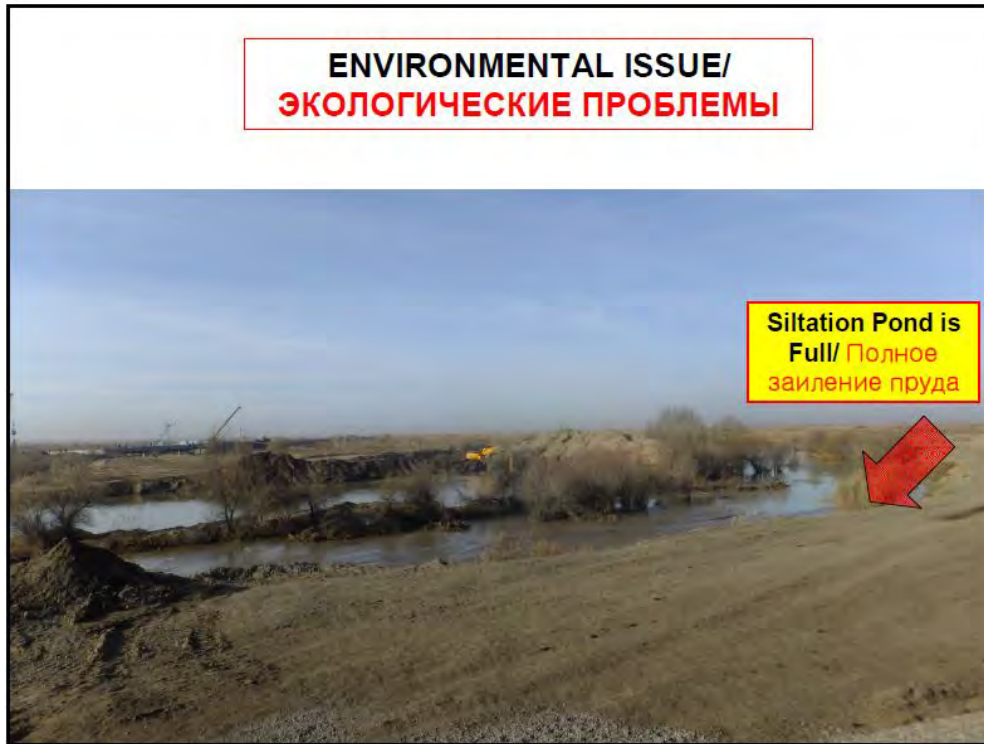 ENVIRONMENTAL ISSUE/
ЭКОЛОГИЧЕСКИЕ ПРОБЛЕМЫ
Siltation Pond is
Full/ Полное
заиление пруда